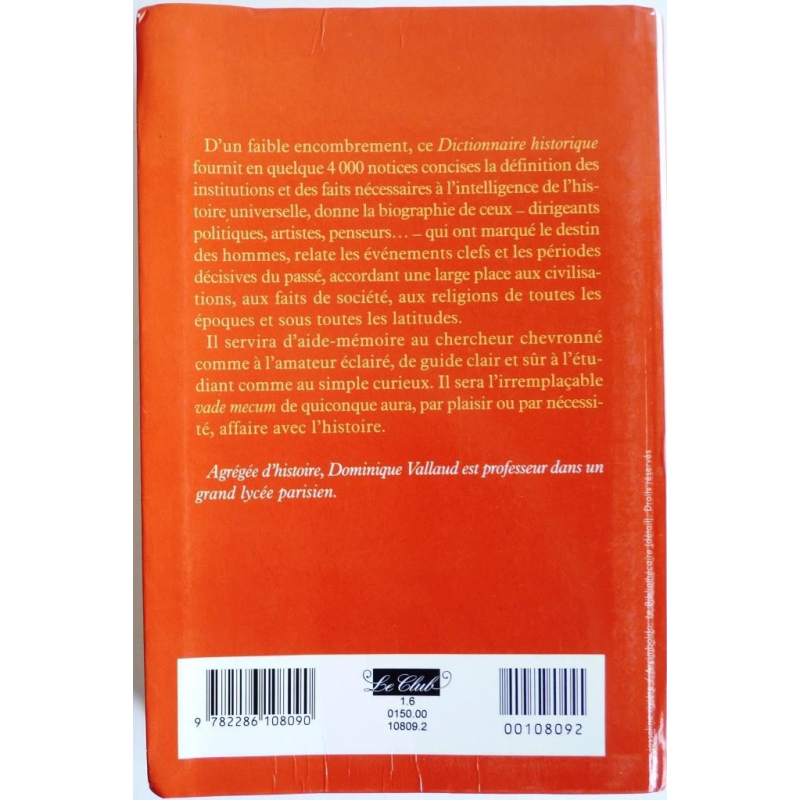 D'un faible encombrement, ce Dictionnaire historique
fournit en quelque 4 000 notices concises la définition des
institutions et des faits nécessaires à l'intelligence de l'his-
toire universelle, donne la biographie de ceux – dirigeants
politiques, artistes, penseurs... – qui ont marqué le destin
des hommes, relate les événements clefs et les périodes
décisives du passé, accordant une large place aux civilisa-
tions, aux faits de société, aux religions de toutes les
époques et sous toutes les latitudes.
Il servira d'aide-mémoire au chercheur chevronné
comme à l'amateur éclairé, de guide clair et sûr à l'étu-
diant comme au simple curieux. Il sera l'irremplaçable
vade mecum de quiconque aura, par plaisir ou par nécessi-
té, affaire avec l'histoire.
Agrégée d'histoire, Dominique Vallaud est professeur dans un
grand lycée parisien.
Arcimboldo, Le Bibliothécaire (détail). Droits réservés
9 782286 108090
Le Club
1.6
0150.00
10809.2
00108092